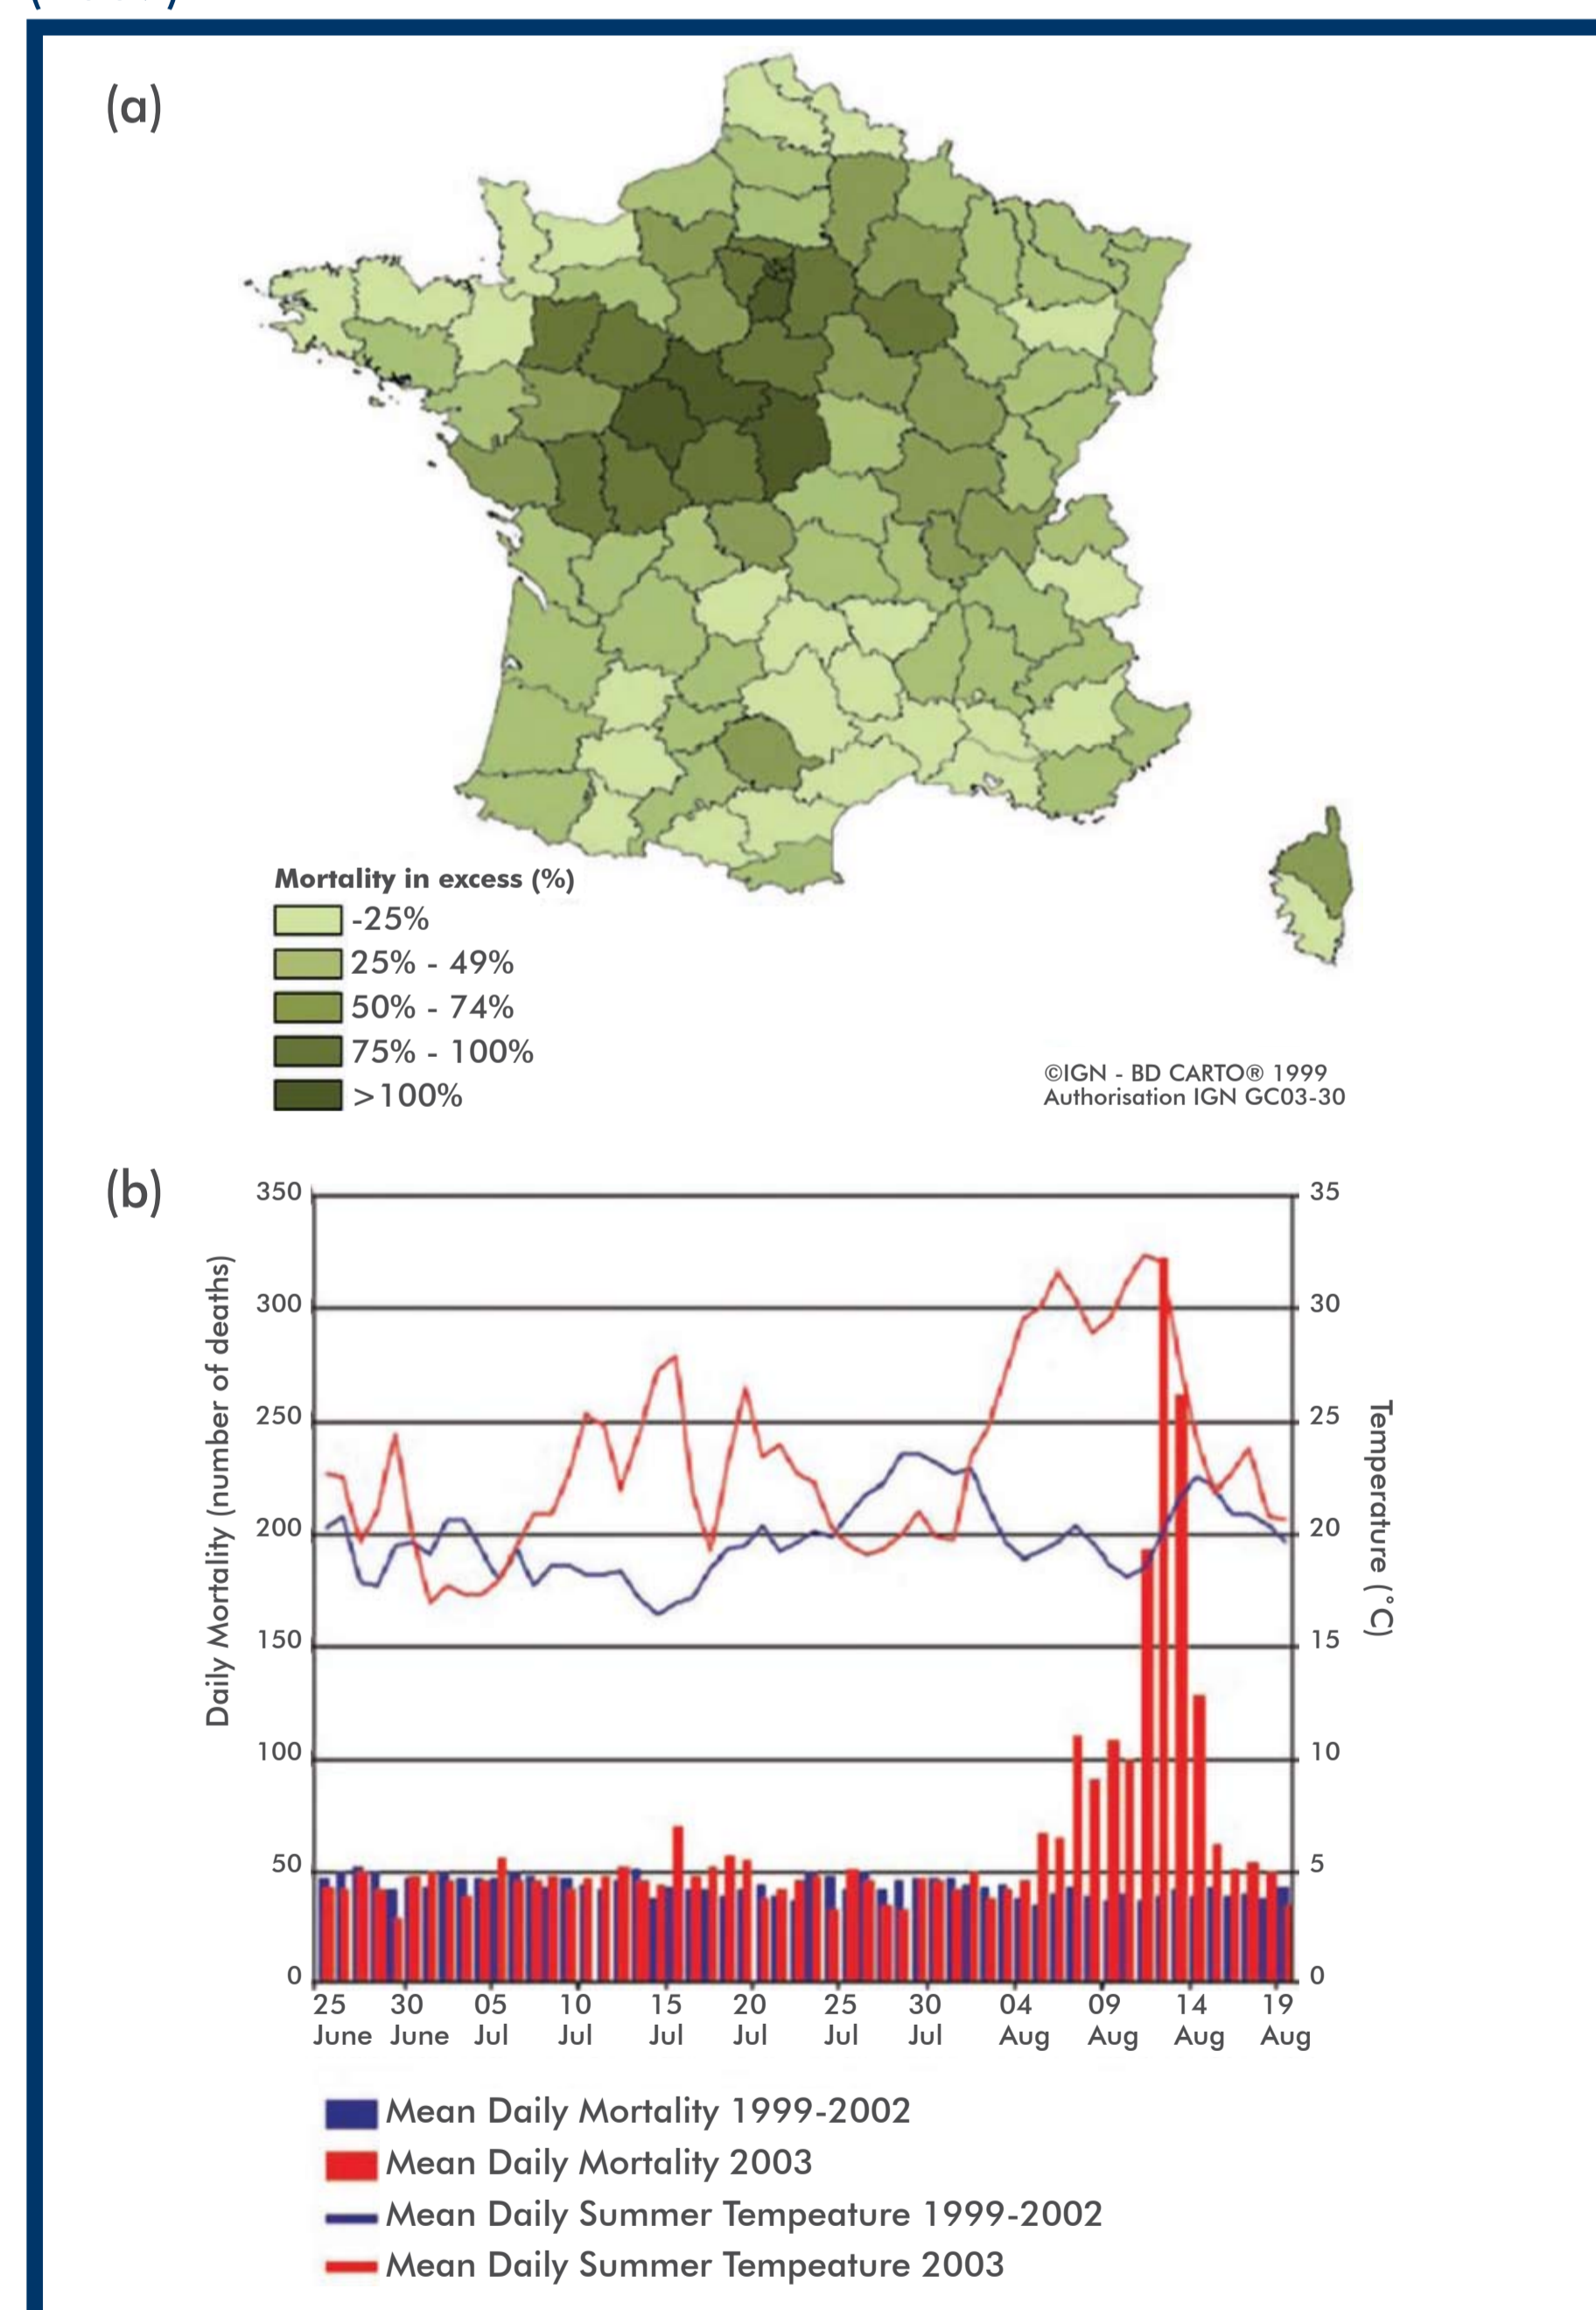 (a)
Mortality in excess (%)
-25%
25% - 49%
50% - 74%
75% - 100%
>100%
©IGN - BD CARTO® 1999
Authorisation IGN GC03-30
(b)
350
300
250
200
150
100
50
0
Daily Mortality (number of deaths)
35
30
25
20
15
10
5
0
Temperature (°C)
25 30 05 10 15 20 25 30 04 09 14 19
June June Jul Jul Jul Jul Jul Jul Aug Aug Aug Aug
Mean Daily Mortality 1999-2002
Mean Daily Mortality 2003
Mean Daily Summer Tempeature 1999-2002
Mean Daily Summer Tempeature 2003